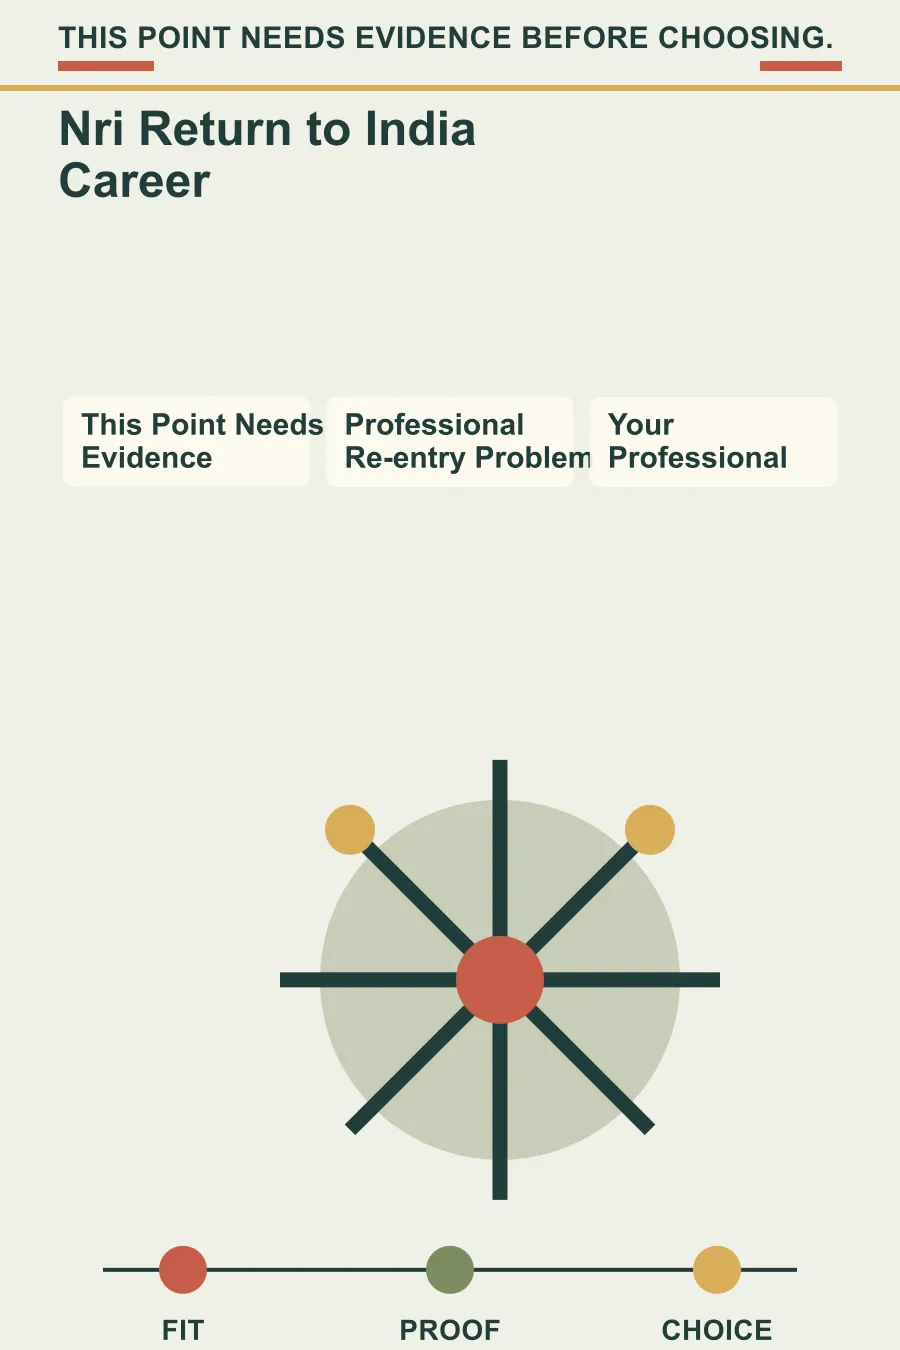 THIS POINT NEEDS EVIDENCE BEFORE CHOOSING.
Nri Return to India
Career
This Point Needs
Evidence
Professional
Re-entry Problem
Your
Professional
FIT
PROOF
CHOICE